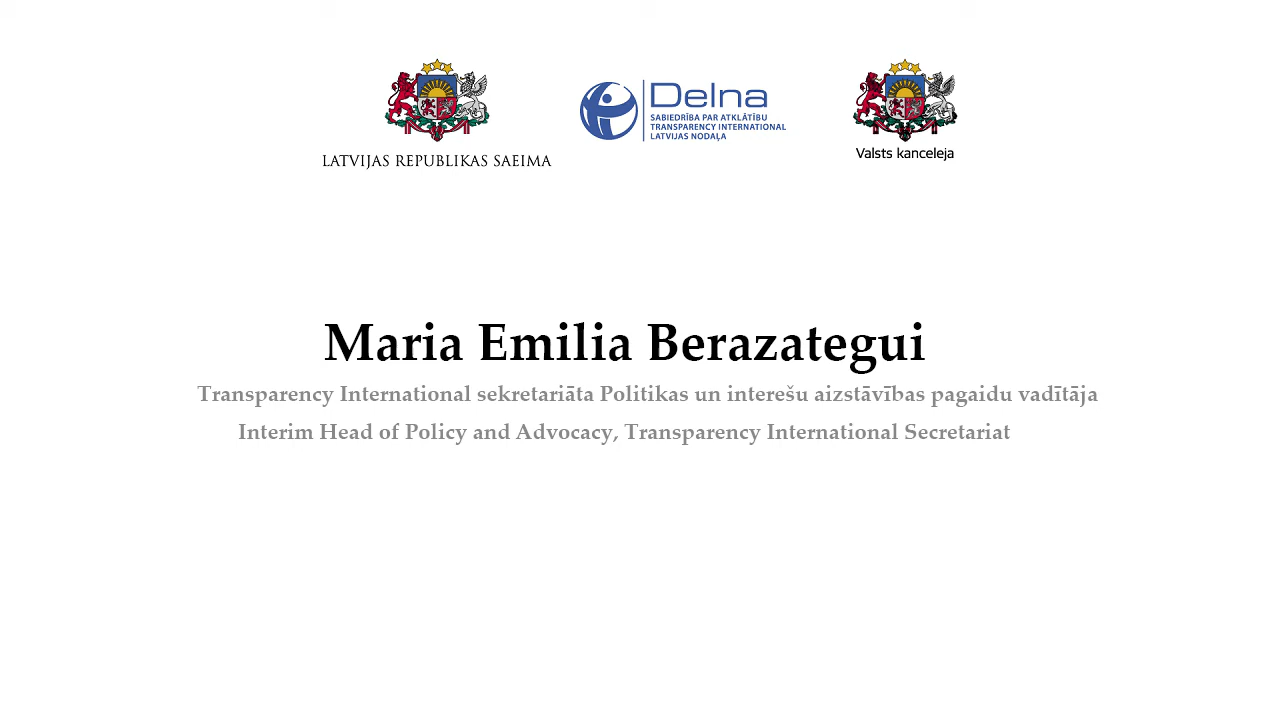 LATVIJAS REPUBLIKAS SAEIMA
Delna
SABIEDRĪBA PAR ATKLĀTĪBU
TRANSPARENCY INTERNATIONAL
LATVIJAS NODAĻA
Valsts kanceleja
Maria Emilia Berazategui
Transparency International sekretariāta Politikas un interešu aizstāvības pagaidu vadītāja
Interim Head of Policy and Advocacy, Transparency International Secretariat